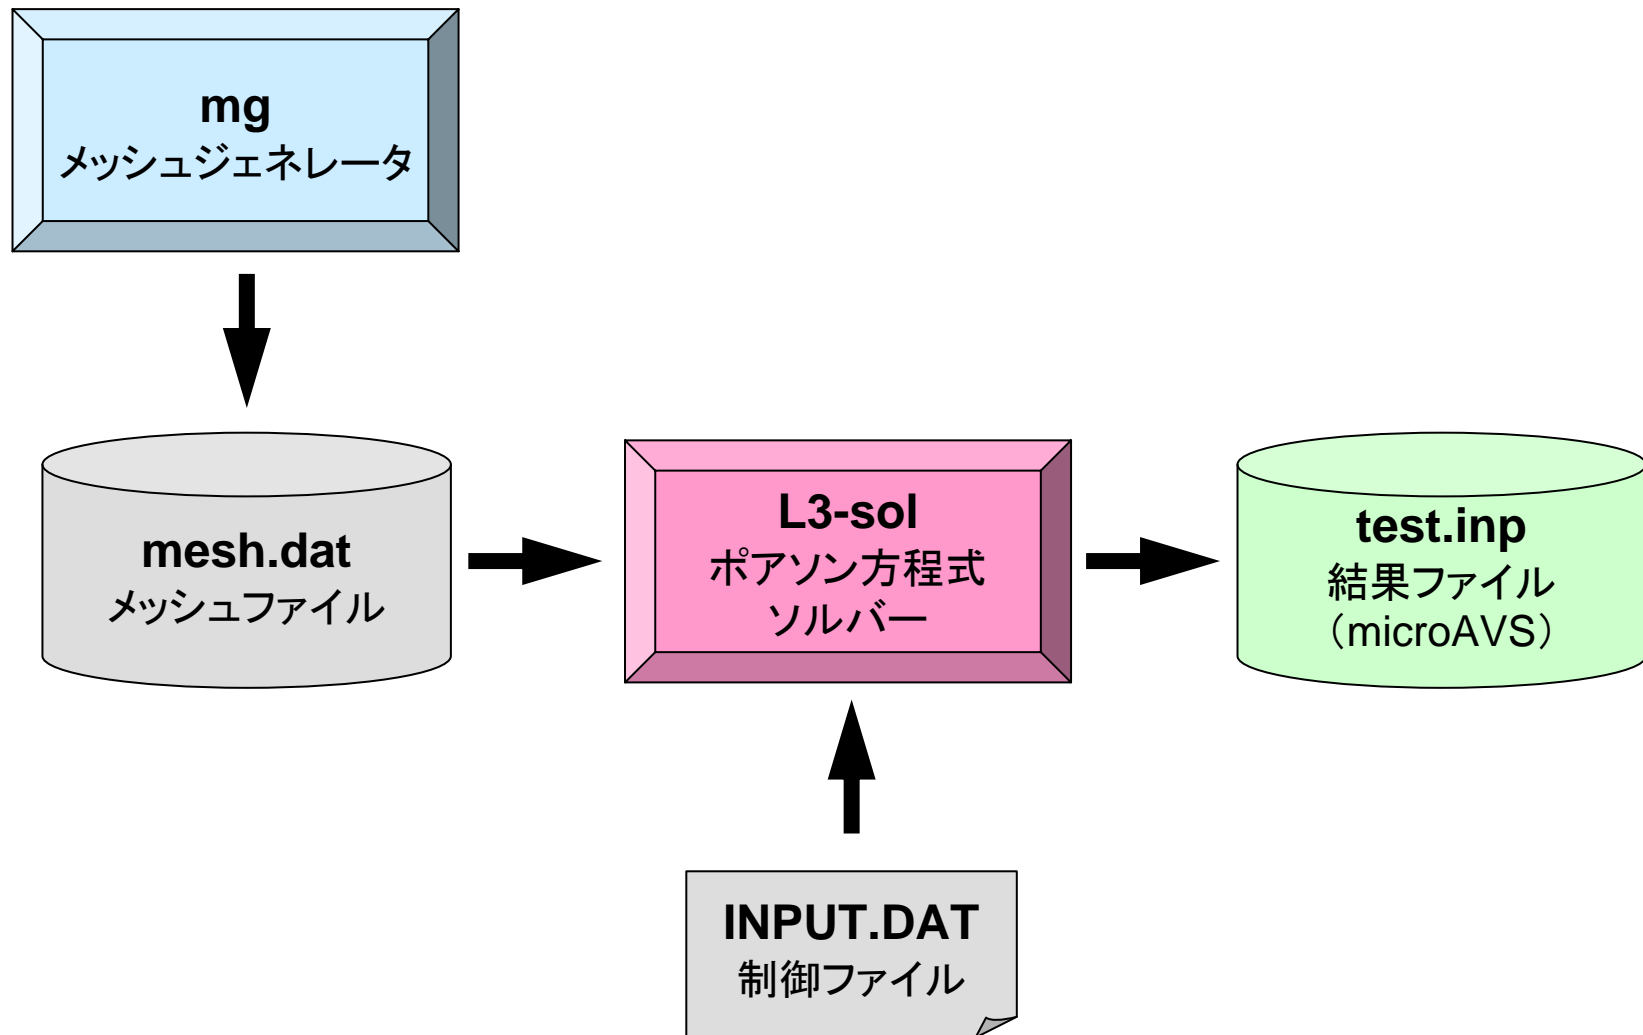 mg
メッシュジェネレータ
mesh.dat
メッシュファイル
L3-sol
ポアソン方程式
ソルバー
test.inp
結果ファイル
（microAVS）
INPUT.DAT
制御ファイル